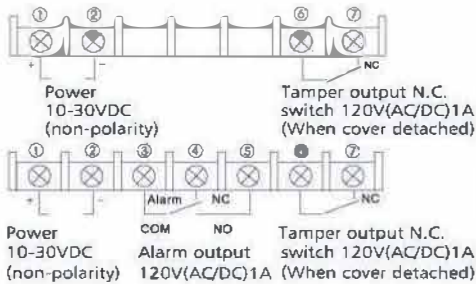 ① ② ⑥ ⑦
+ - NC
Power
10-30VDC
(non-polarity)
Tamper output N.C.
switch 120V(AC/DC)1A
(When cover detached)
① ② ③ ④ ⑤ ⑥ ⑦
+ - Alarm NC NC
COM NO
Power
10-30VDC
(non-polarity)
Alarm output
120V(AC/DC)1A
Tamper output N.C.
switch 120V(AC/DC)1A
(When cover detached)